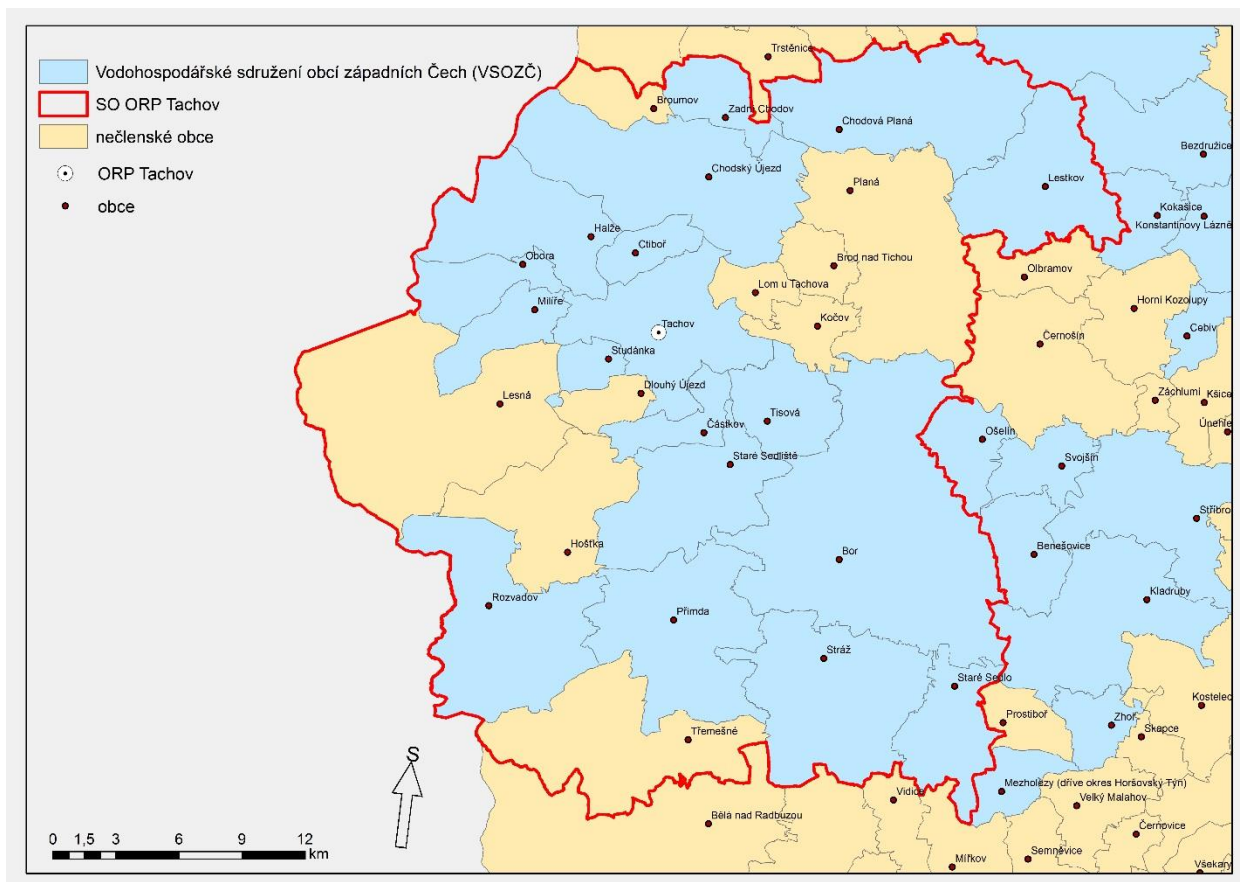 Vodohospodářské sdružení obcí západních Čech (VSOZČ)
SO ORP Tachov
nečlenské obce
ORP Tachov
obce
Trstěnice
Broumov
Zadní Chodov
Chodová Planá
Bezdružice
Chodský Újezd
Planá
Lestkov
Kokašice
Konstantinovy Lázně
Halže
Ctiboř
Obora
Brod nad Tichou
Olbramov
Lom u Tachova
Milíře
Horní Kozolupy
Kočov
Tachov
Cebiv
Černošín
Studánka
Dlouhý Újezd
Lesná
Záchlumí
Kšice
Tisová
Částkov
Únehle
Ošelín
Staré Sedliště
Svojšín
Stříbro
Hošťka
Bor
Benešovice
Rozvadov
Kladruby
Přimda
Stráž
Staré Sedlo
Kostelec
Prostiboř
Zhoř
Skapce
Třemešné
S
Mezholezy (dříve okres Horšovský Týn)
Vidice
Velký Malahov
Bělá nad Radbuzou
Černovice
Semněvice
Mířkov
Všekary
0 1,5 3 6 9 12
km